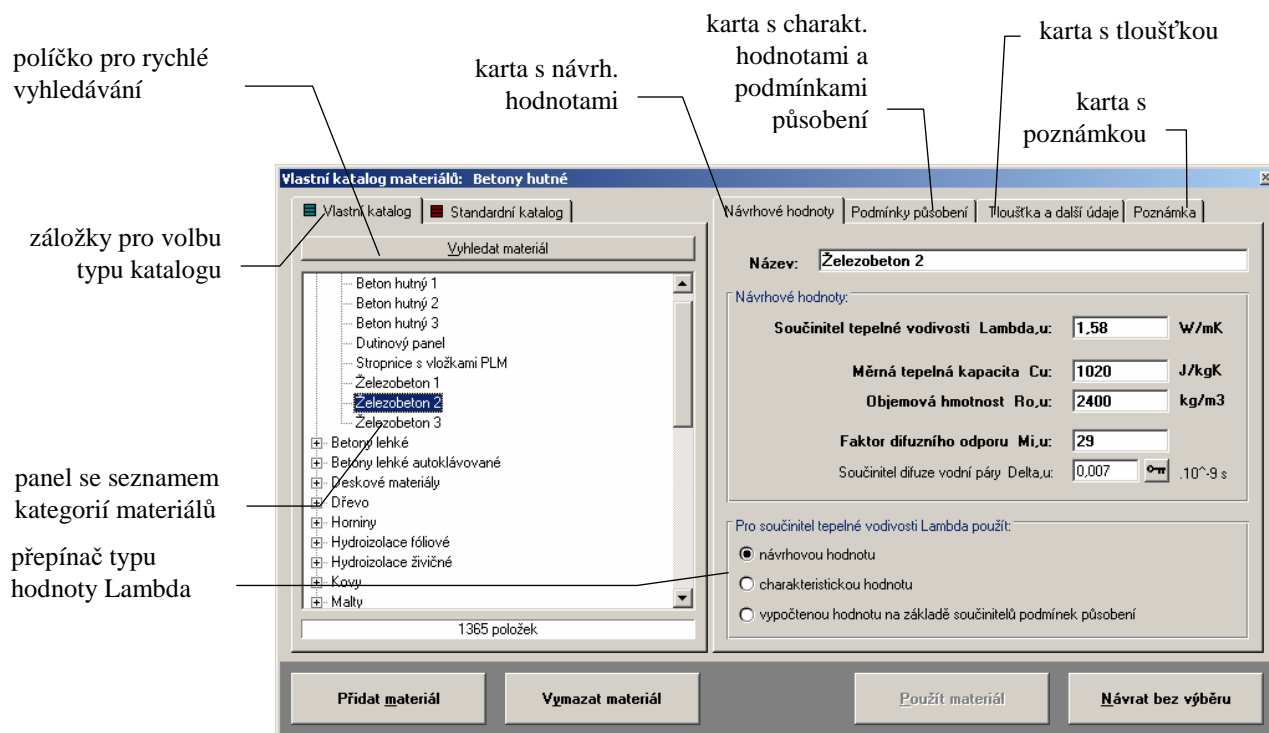 karta s charakt.
hodnotami a
podmínkami
působení
karta s tloušťkou
políčko pro rychlé
vyhledávání
karta s návrh.
hodnotami
karta s
poznámkou
Vlastní katalog materiálů: Betony hutné
Vlastní katalog
Standardní katalog
Návrhové hodnoty
Podmínky působení
Tloušťka a další údaje
Poznámka
záložky pro volbu
typu katalogu
Vyhledat materiál
Beton hutný 1
Beton hutný 2
Beton hutný 3
Dutinový panel
Stropnice s vložkami PLM
Železobeton 1
Železobeton 2
Železobeton 3
Betony lehké
Betony lehké autoklávované
Deskové materiály
Dřevo
Horniny
Hydroizolace fóliové
Hydroizolace živičné
Kovy
Malty
1365 položek
panel se seznamem
kategorií materiálů
přepínač typu
hodnoty Lambda
Název: Železobeton 2
Návrhové hodnoty:
Součinitel tepelné vodivosti Lambda,u: 1,58 W/mK
Měrná tepelná kapacita Cu: 1020 J/kgK
Objemová hmotnost Ro,u: 2400 kg/m3
Faktor difuzního odporu Mi,u: 29
Součinitel difuze vodní páry Delta,u: 0,007 .10^-9 s
Pro součinitel tepelné vodivosti Lambda použít:
návrhovou hodnotu
charakteristickou hodnotu
vypočtenou hodnotu na základě součinitelů podmínek působení
Přidat materiál
Vymazat materiál
Použít materiál
Návrat bez výběru